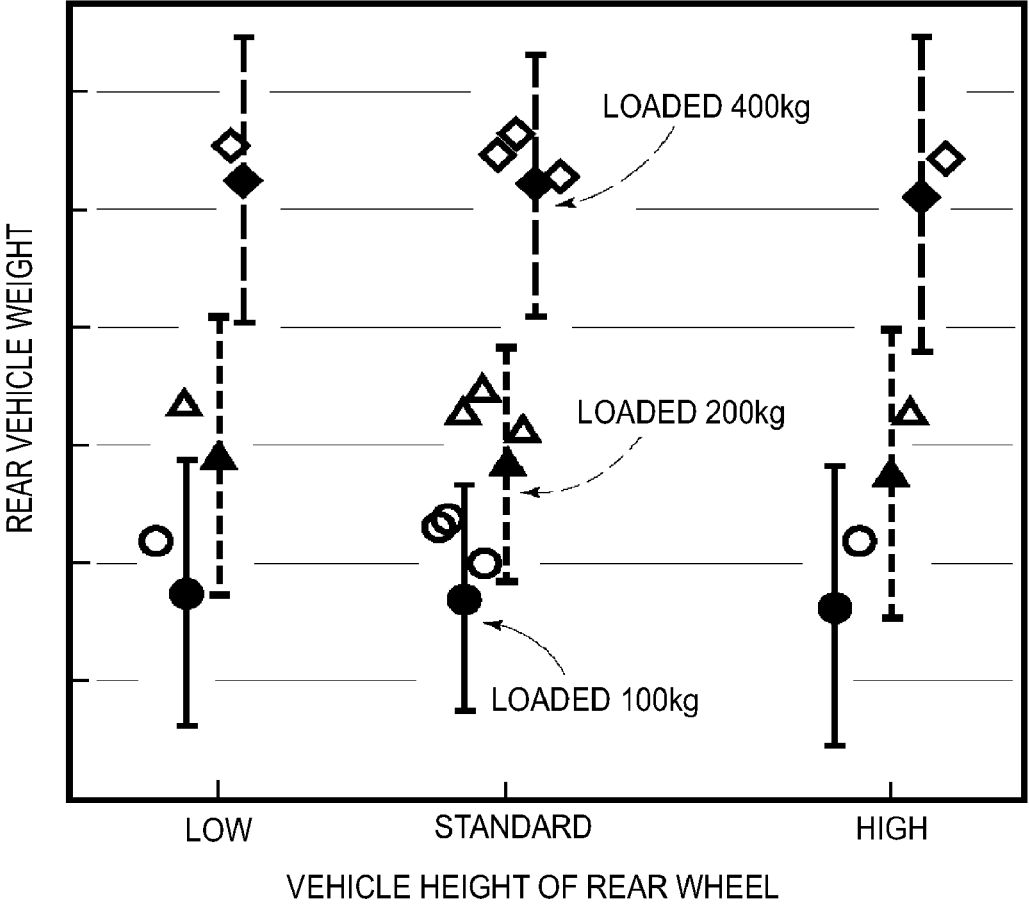 LOADED 400kg
REAR VEHICLE WEIGHT
LOADED 200kg
LOADED 100kg
LOW
STANDARD
HIGH
VEHICLE HEIGHT OF REAR WHEEL